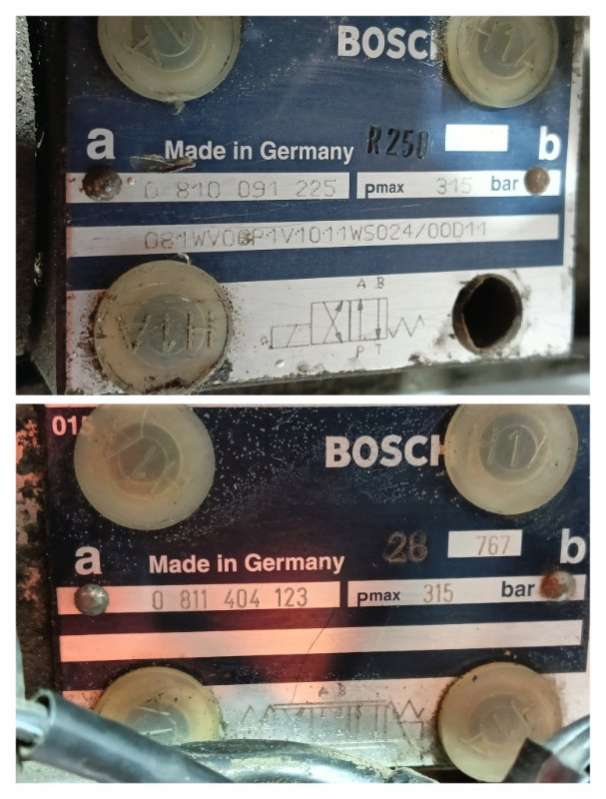 BOSCH
a
Made in Germany R250
b
0 810 091 225 pmax 315 bar
081WV06P1V1011WS024/00D11
A B
a
P T
015
BOSCH
28 767
a
Made in Germany
b
0 811 404 123 pmax 315 bar
A B